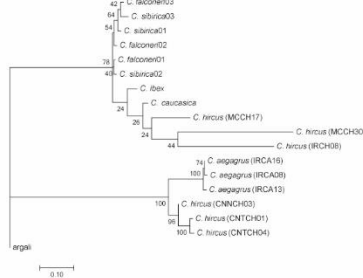 C. falconeri03
42
C. sibirica03
64
C. sibirica01
54
C. falconeri02
78
C. falconeri01
40
C. sibirica02
C. ibex
C. caucasica
24
C. hircus (MCCH17)
26
C. hircus (MCCH30)
24
C. hircus (IRCH08)
44
74
C. aegagrus (IRCA16)
100
C. aegagrus (IRCA08)
C. aegagrus (IRCA13)
100
C. hircus (CNNCH03)
96
C. hircus (CNTCH01)
100
C. hircus (CNTCH04)
argali
0.10